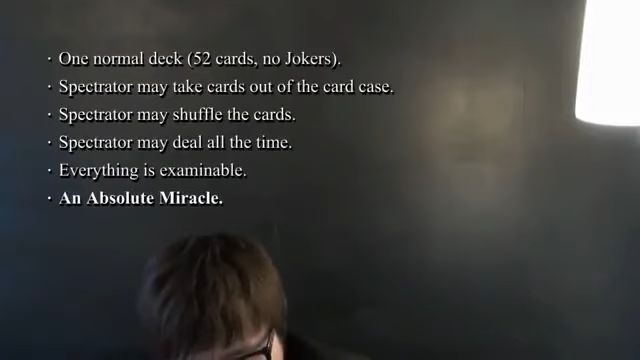 · One normal deck (52 cards, no Jokers).
· Spectrator may take cards out of the card case.
· Spectrator may shuffle the cards.
· Spectrator may deal all the time.
· Everything is examinable.
· An Absolute Miracle.